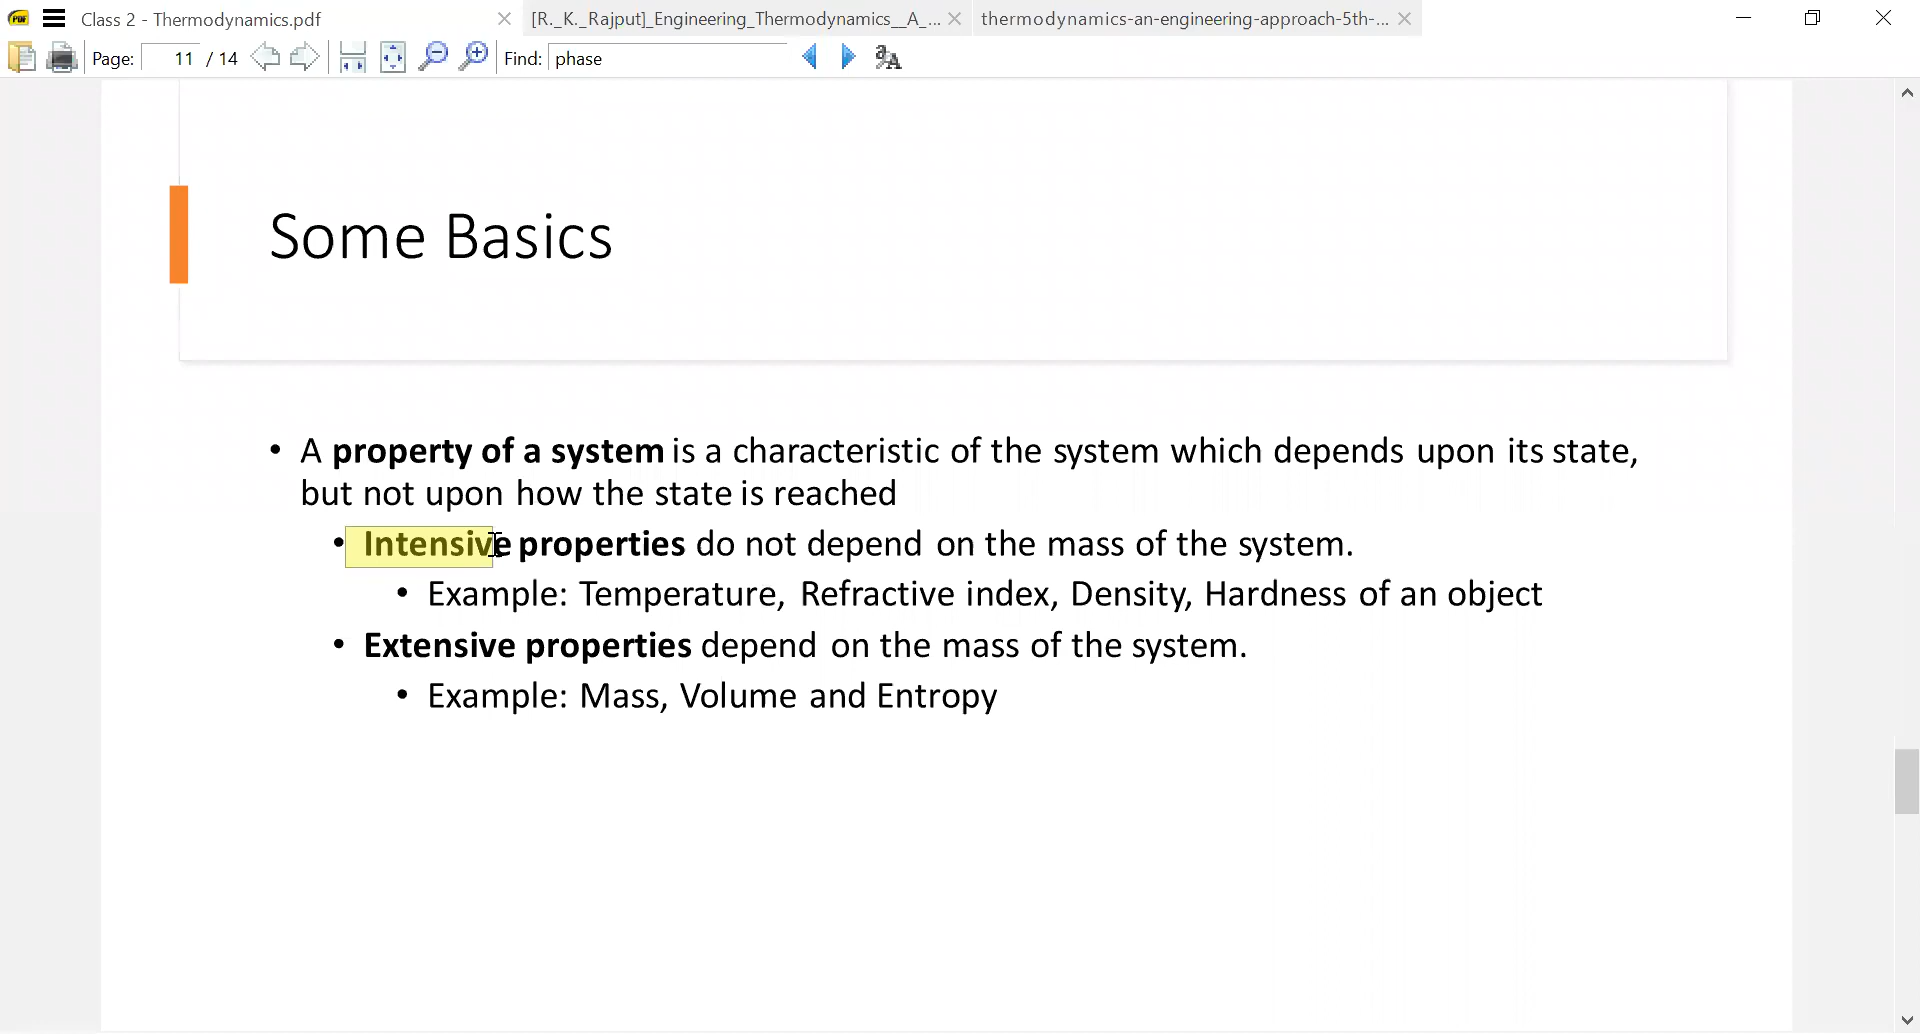 Class 2 - Thermodynamics.pdf
[R._K._Rajput]_Engineering_Thermodynamics__A_...
thermodynamics-an-engineering-approach-5th-...
Page: 11 / 14
Find: phase
Some Basics
• A property of a system is a characteristic of the system which depends upon its state,
but not upon how the state is reached
• Intensive properties do not depend on the mass of the system.
• Example: Temperature, Refractive index, Density, Hardness of an object
• Extensive properties depend on the mass of the system.
• Example: Mass, Volume and Entropy